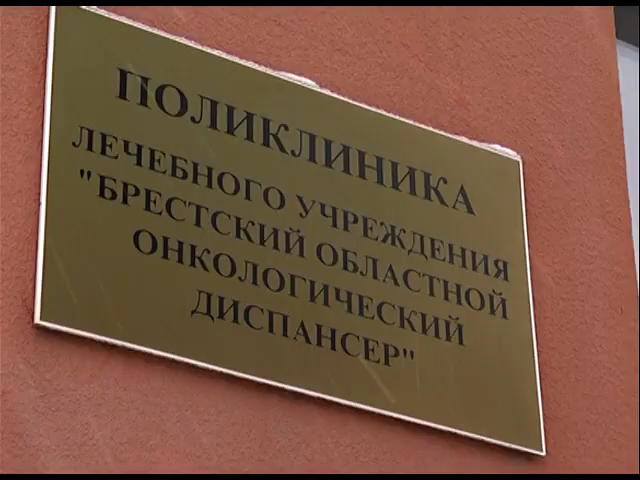 ПОЛИКЛИНИКА
ЛЕЧЕБНОГО УЧРЕЖДЕНИЯ
"БРЕСТСКИЙ ОБЛАСТНОЙ
ОНКОЛОГИЧЕСКИЙ
ДИСПАНСЕР"